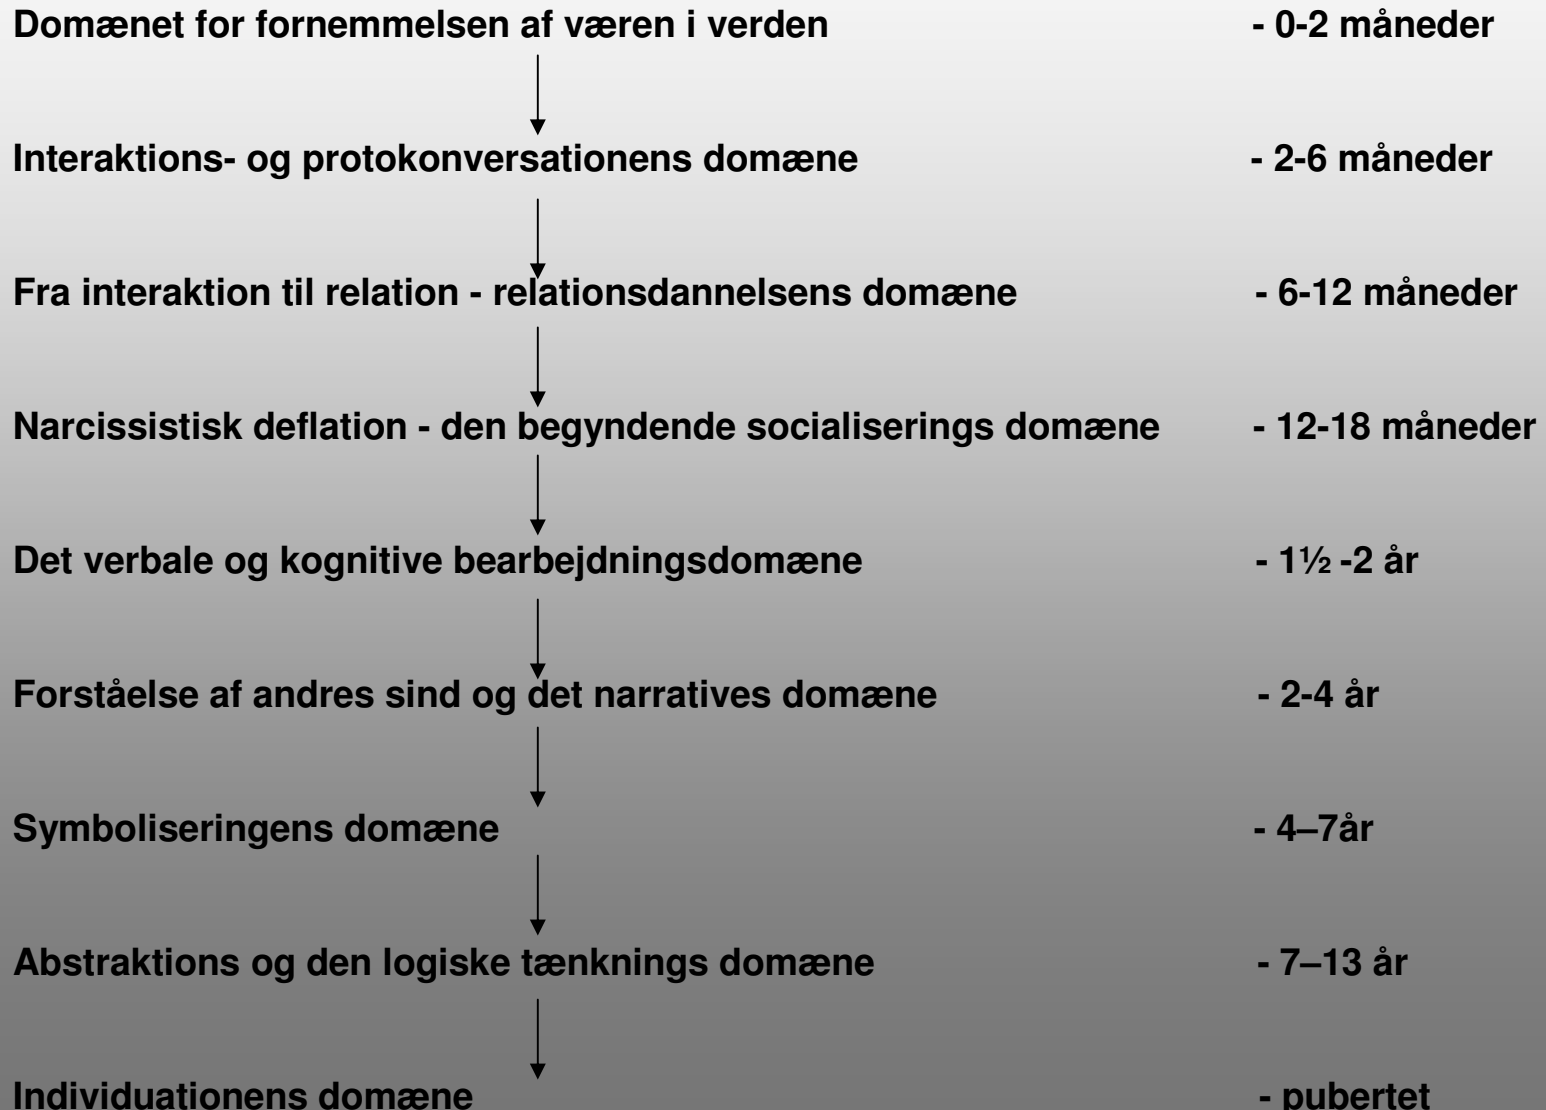 Domænet for fornemmelsen af væren i verden - 0-2 måneder
Interaktions- og protokonversationens domæne - 2-6 måneder
Fra interaktion til relation - relationsdannelsens domæne - 6-12 måneder
Narcissistisk deflation - den begyndende socialiserings domæne - 12-18 måneder
Det verbale og kognitive bearbejdningsdomæne - 1½ -2 år
Forståelse af andres sind og det narratives domæne - 2-4 år
Symboliseringens domæne - 4–7år
Abstraktions og den logiske tænknings domæne - 7–13 år
Individuationens domæne - pubertet